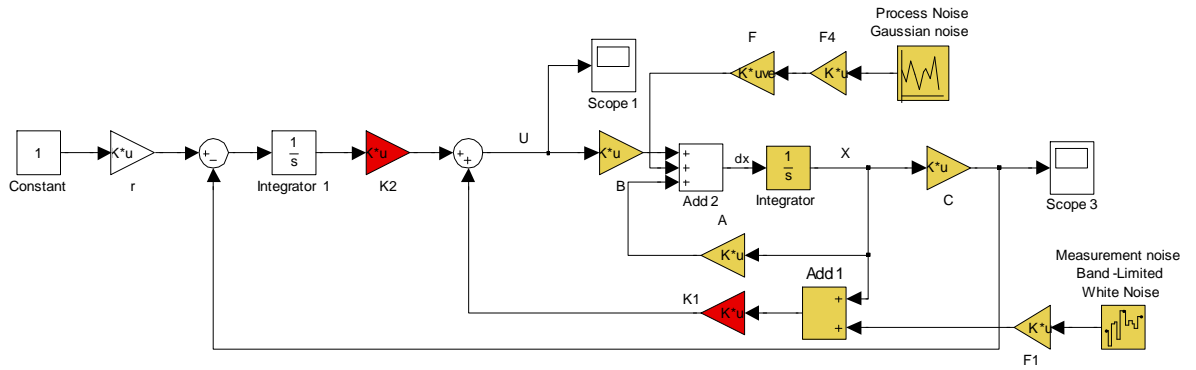 Process Noise
Gaussian noise
F
F4
K*uve
K*u
Scope 1
1
Constant
K*u
r
+
−
1
s
Integrator 1
K*u
K2
+
+
U
K*u
B
+
+
+
Add 2
dx
1
s
Integrator
X
K*u
C
Scope 3
A
K*u
Add 1
+
+
K1
K*u
Measurement noise
Band -Limited
White Noise
K*u
F1